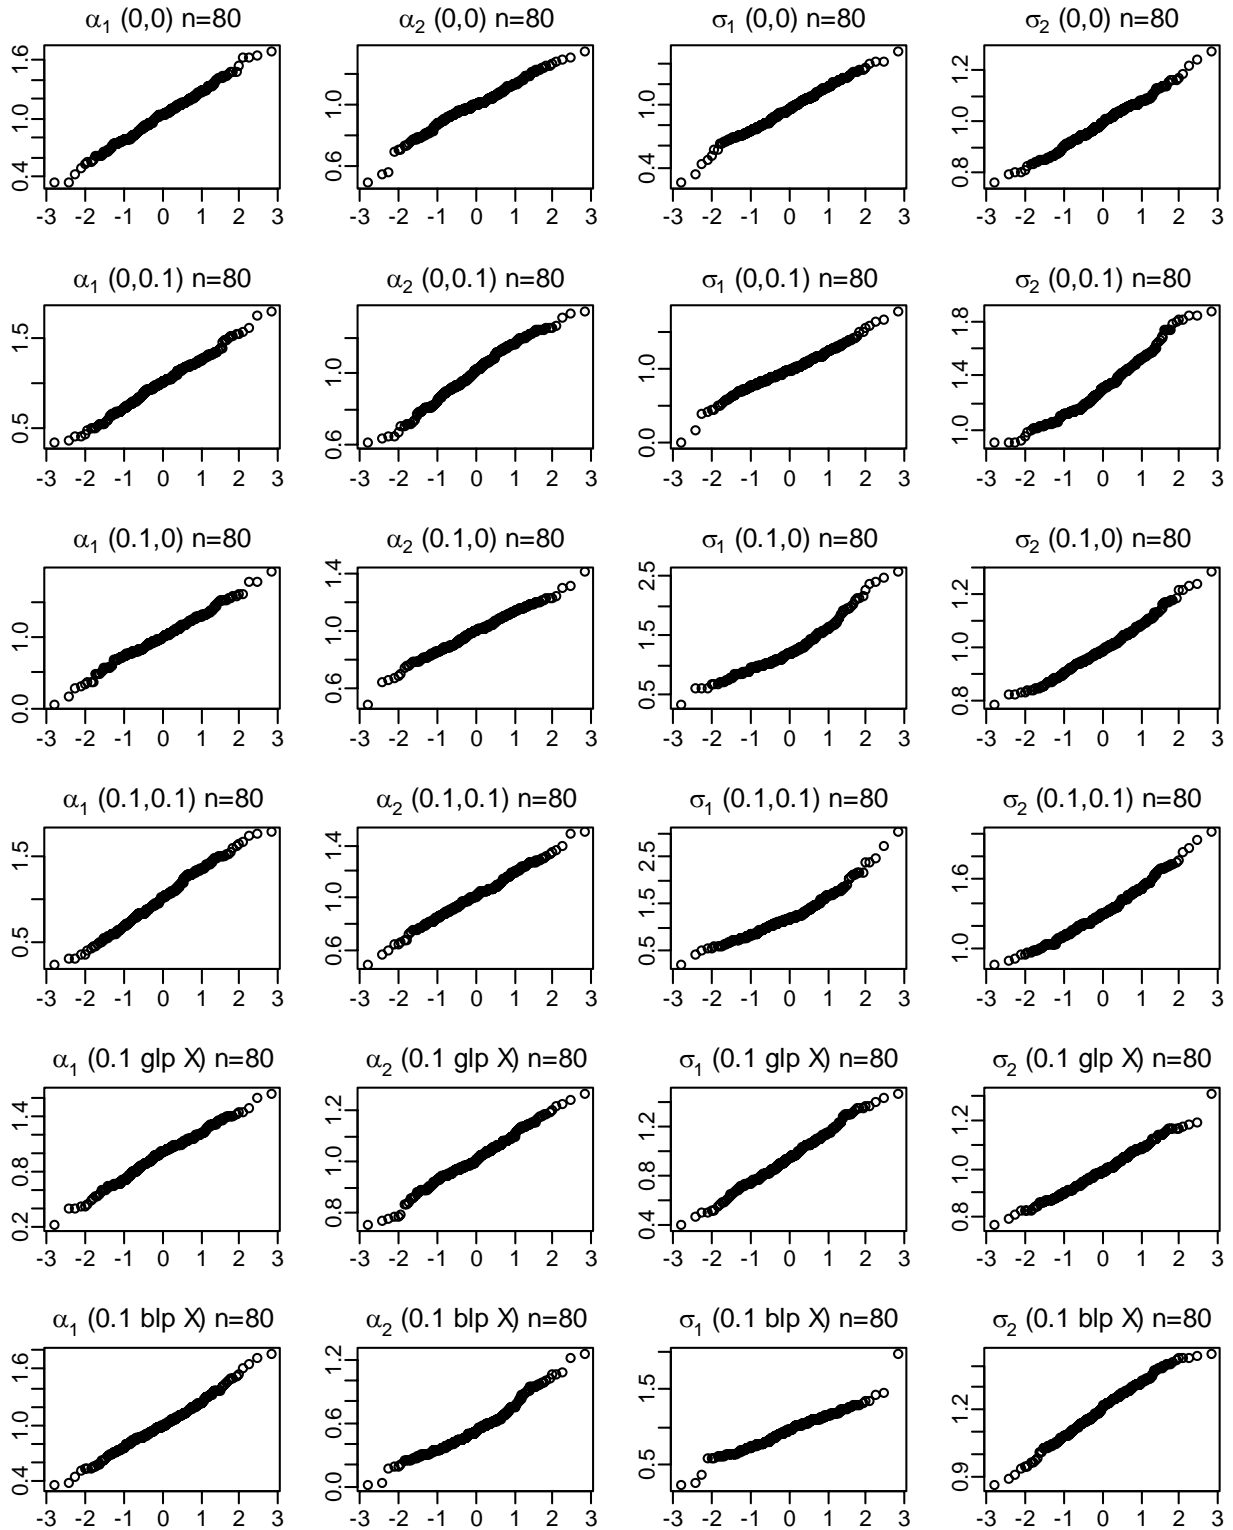 α1 (0,0) n=80 α2 (0,0) n=80 σ1 (0,0) n=80 σ2 (0,0) n=80
0.4 1.0 1.6 0.6 1.0 0.4 1.0 0.8 1.0 1.2
-3 -2 -1 0 1 2 3 -3 -2 -1 0 1 2 3 -3 -2 -1 0 1 2 3 -3 -2 -1 0 1 2 3
α1 (0,0.1) n=80 α2 (0,0.1) n=80 σ1 (0,0.1) n=80 σ2 (0,0.1) n=80
0.5 1.5 0.6 1.0 0.0 1.0 1.0 1.4 1.8
-3 -2 -1 0 1 2 3 -3 -2 -1 0 1 2 3 -3 -2 -1 0 1 2 3 -3 -2 -1 0 1 2 3
α1 (0.1,0) n=80 α2 (0.1,0) n=80 σ1 (0.1,0) n=80 σ2 (0.1,0) n=80
0.0 1.0 0.6 1.0 1.4 0.5 1.5 2.5 0.8 1.0 1.2
-3 -2 -1 0 1 2 3 -3 -2 -1 0 1 2 3 -3 -2 -1 0 1 2 3 -3 -2 -1 0 1 2 3
α1 (0.1,0.1) n=80 α2 (0.1,0.1) n=80 σ1 (0.1,0.1) n=80 σ2 (0.1,0.1) n=80
0.5 1.5 0.6 1.0 1.4 0.5 1.5 2.5 1.0 1.6
-3 -2 -1 0 1 2 3 -3 -2 -1 0 1 2 3 -3 -2 -1 0 1 2 3 -3 -2 -1 0 1 2 3
α1 (0.1 glp X) n=80 α2 (0.1 glp X) n=80 σ1 (0.1 glp X) n=80 σ2 (0.1 glp X) n=80
0.2 0.8 1.4 0.8 1.0 1.2 0.4 0.8 1.2 0.8 1.0 1.2
-3 -2 -1 0 1 2 3 -3 -2 -1 0 1 2 3 -3 -2 -1 0 1 2 3 -3 -2 -1 0 1 2 3
α1 (0.1 blp X) n=80 α2 (0.1 blp X) n=80 σ1 (0.1 blp X) n=80 σ2 (0.1 blp X) n=80
0.4 1.0 1.6 0.0 0.6 1.2 0.5 1.5 0.9 1.2
-3 -2 -1 0 1 2 3 -3 -2 -1 0 1 2 3 -3 -2 -1 0 1 2 3 -3 -2 -1 0 1 2 3